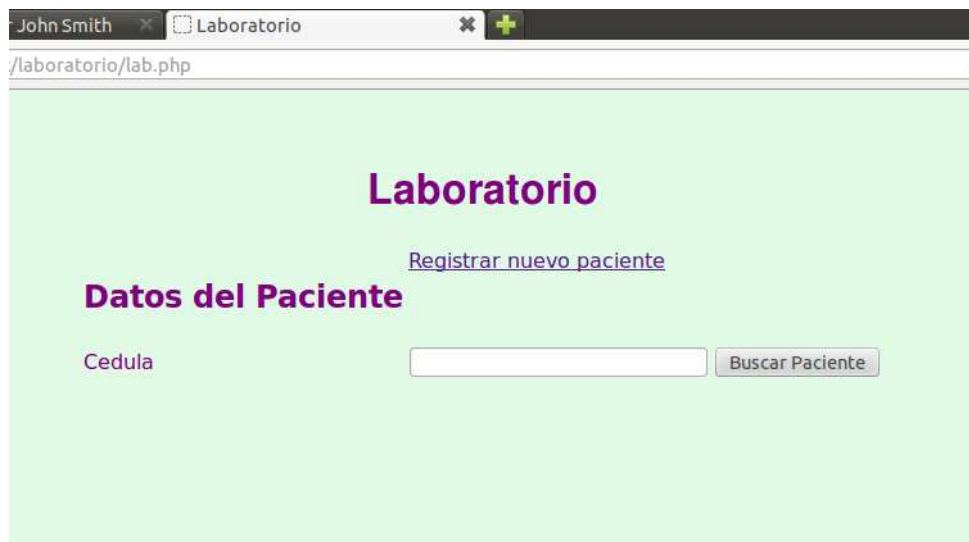 John Smith Laboratorio
/laboratorio/lab.php
Laboratorio
Registrar nuevo paciente
Datos del Paciente
Cedula Buscar Paciente